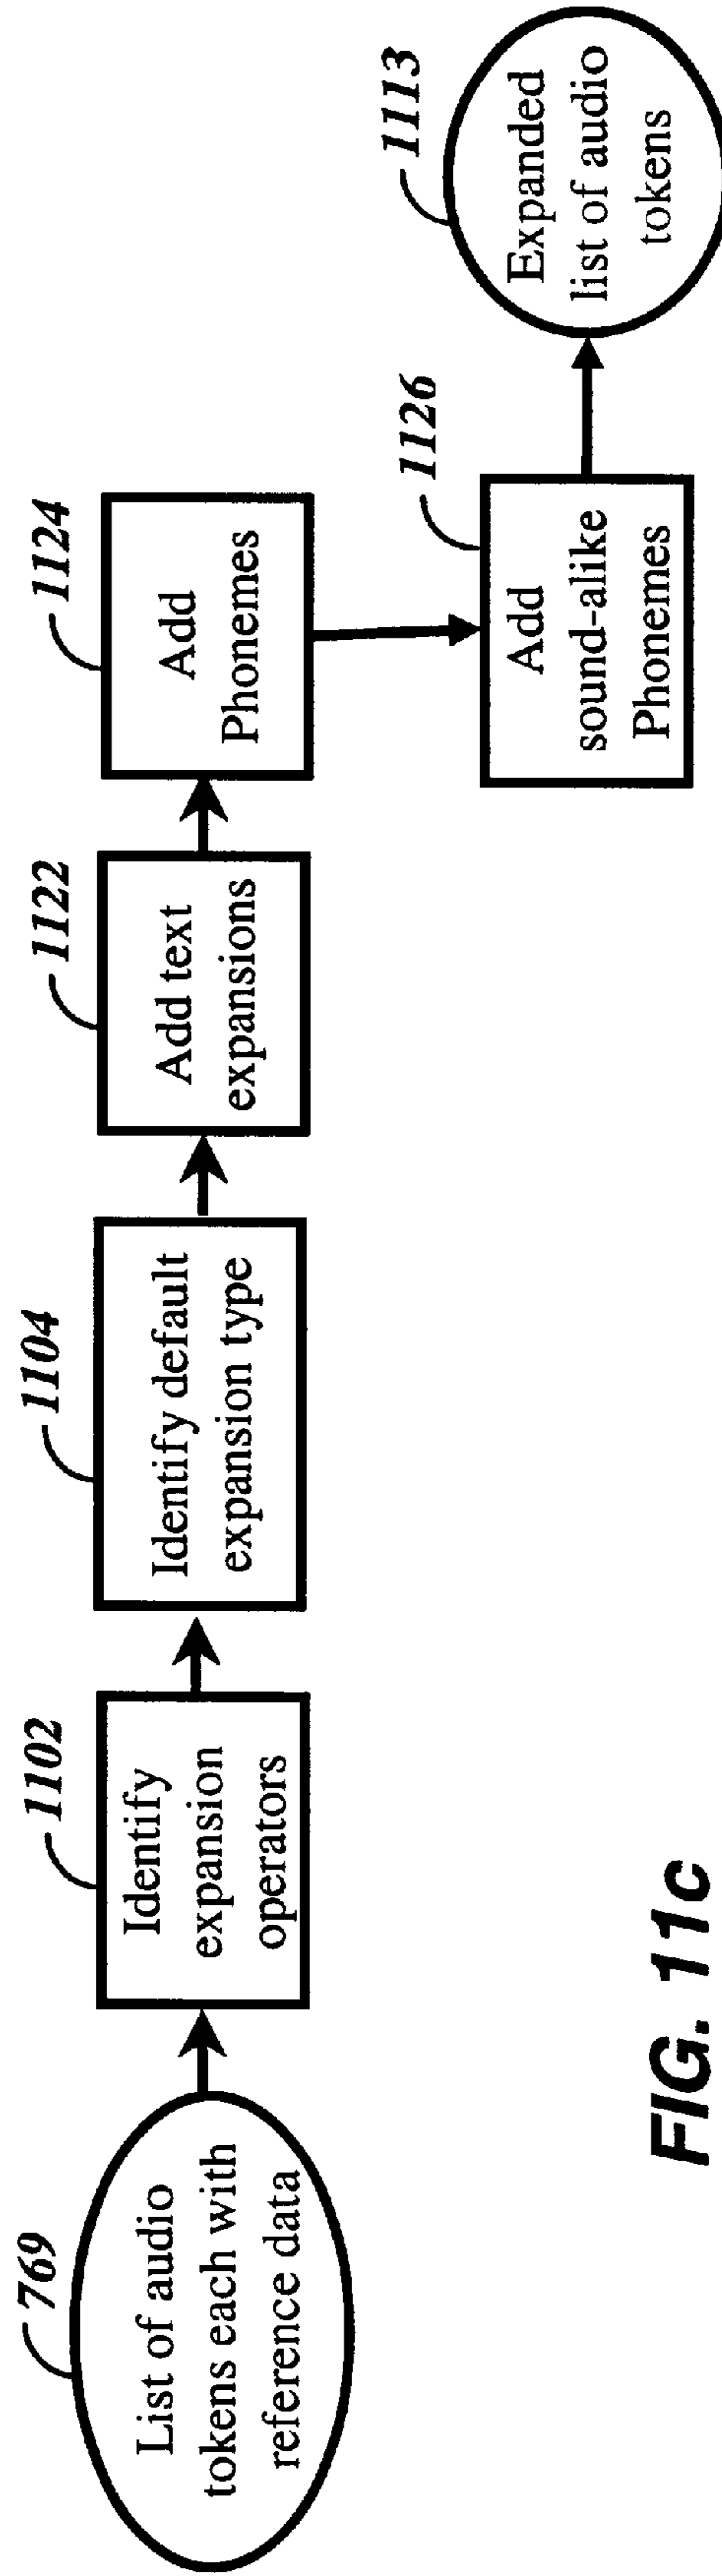 769
List of audio
tokens each with
reference data
1102
Identify
expansion
operators
1104
Identify default
expansion type
1122
Add text
expansions
1124
Add
Phonemes
1126
Add
sound-alike
Phonemes
1113
Expanded
list of audio
tokens
FIG. 11c